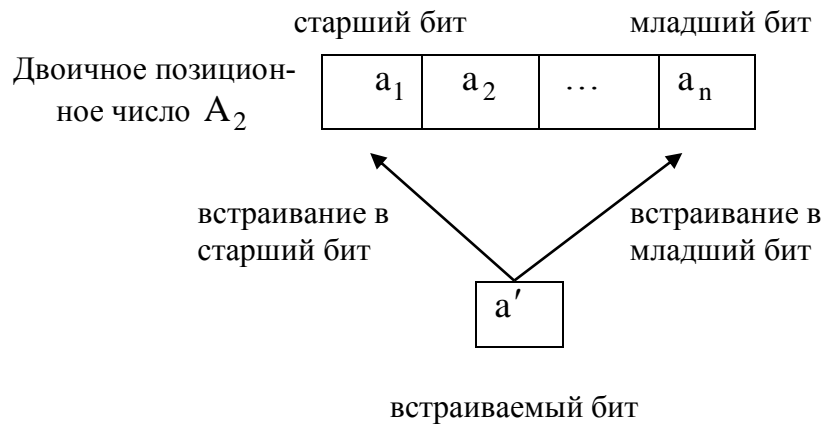 старший бит младший бит
Двоичное позицион-
ное число A₂
a₁ a₂ … aₙ
встраивание в встраивание в
старший бит младший бит
a′
встраиваемый бит